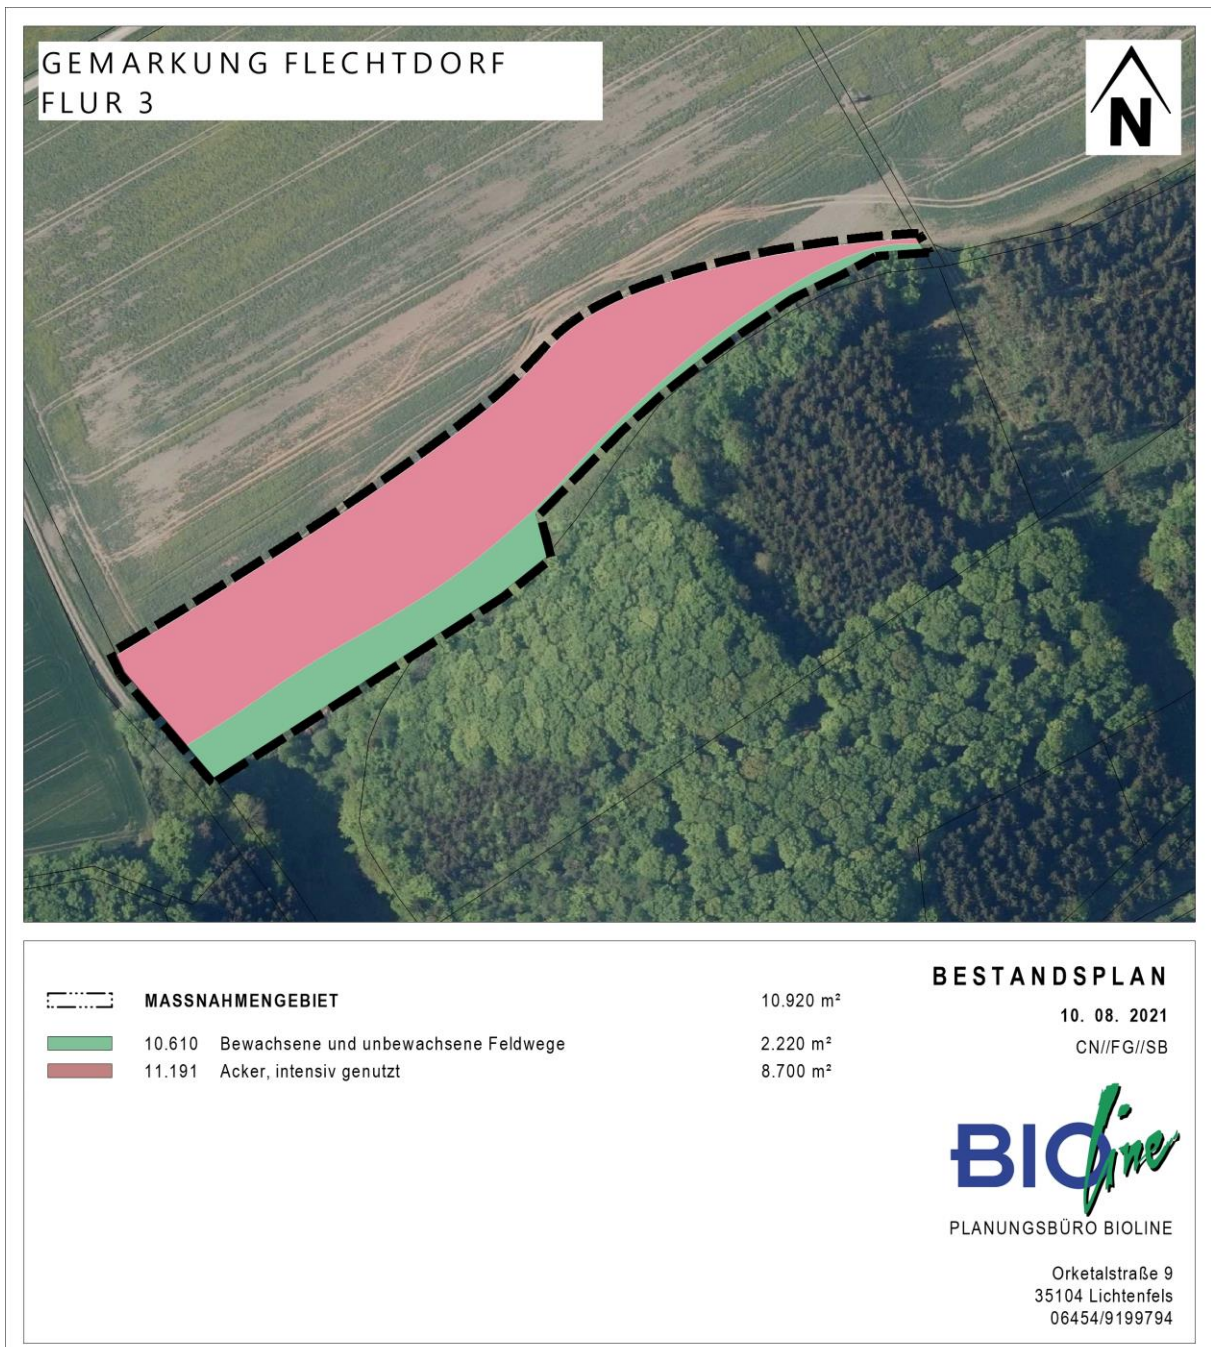 GEMARKUNG FLECHTDORF
FLUR 3
N
MASSNAHMENGEBIET 10.920 m²
10.610 Bewachsene und unbewachsene Feldwege 2.220 m²
11.191 Acker, intensiv genutzt 8.700 m²
BESTANDSPLAN
10. 08. 2021
CN//FG//SB
BIOline
PLANUNGSBÜRO BIOLINE
Orketalstraße 9
35104 Lichtenfels
06454/9199794